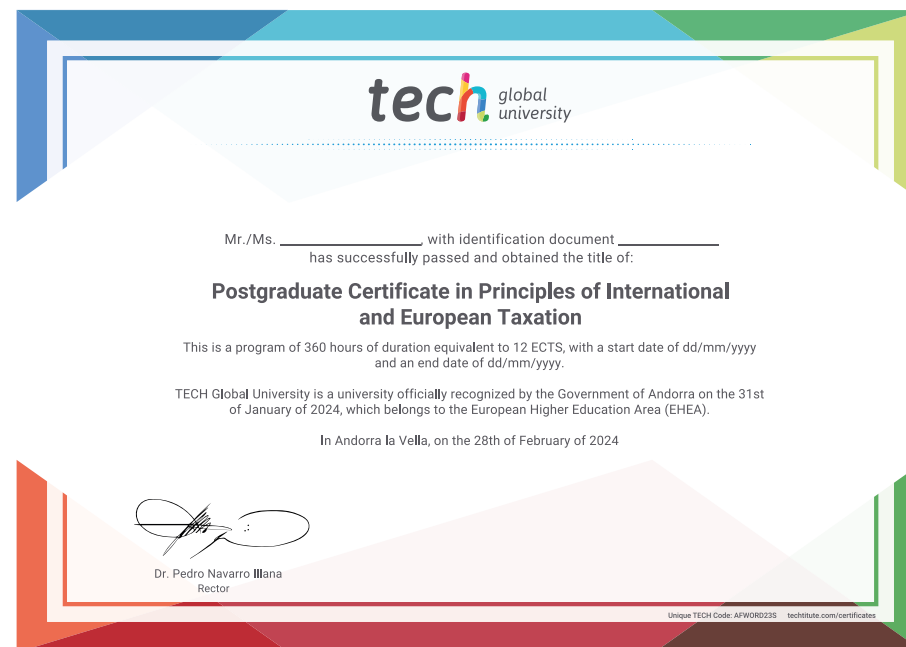 tech global
university
Mr./Ms. ____________, with identification document ____________
has successfully passed and obtained the title of:
Postgraduate Certificate in Principles of International
and European Taxation
This is a program of 360 hours of duration equivalent to 12 ECTS, with a start date of dd/mm/yyyy
and an end date of dd/mm/yyyy.
TECH Global University is a university officially recognized by the Government of Andorra on the 31st
of January of 2024, which belongs to the European Higher Education Area (EHEA).
In Andorra la Vella, on the 28th of February of 2024
Dr. Pedro Navarro Illana
Rector
Unique TECH Code: AFWORD23S techtitute.com/certificates